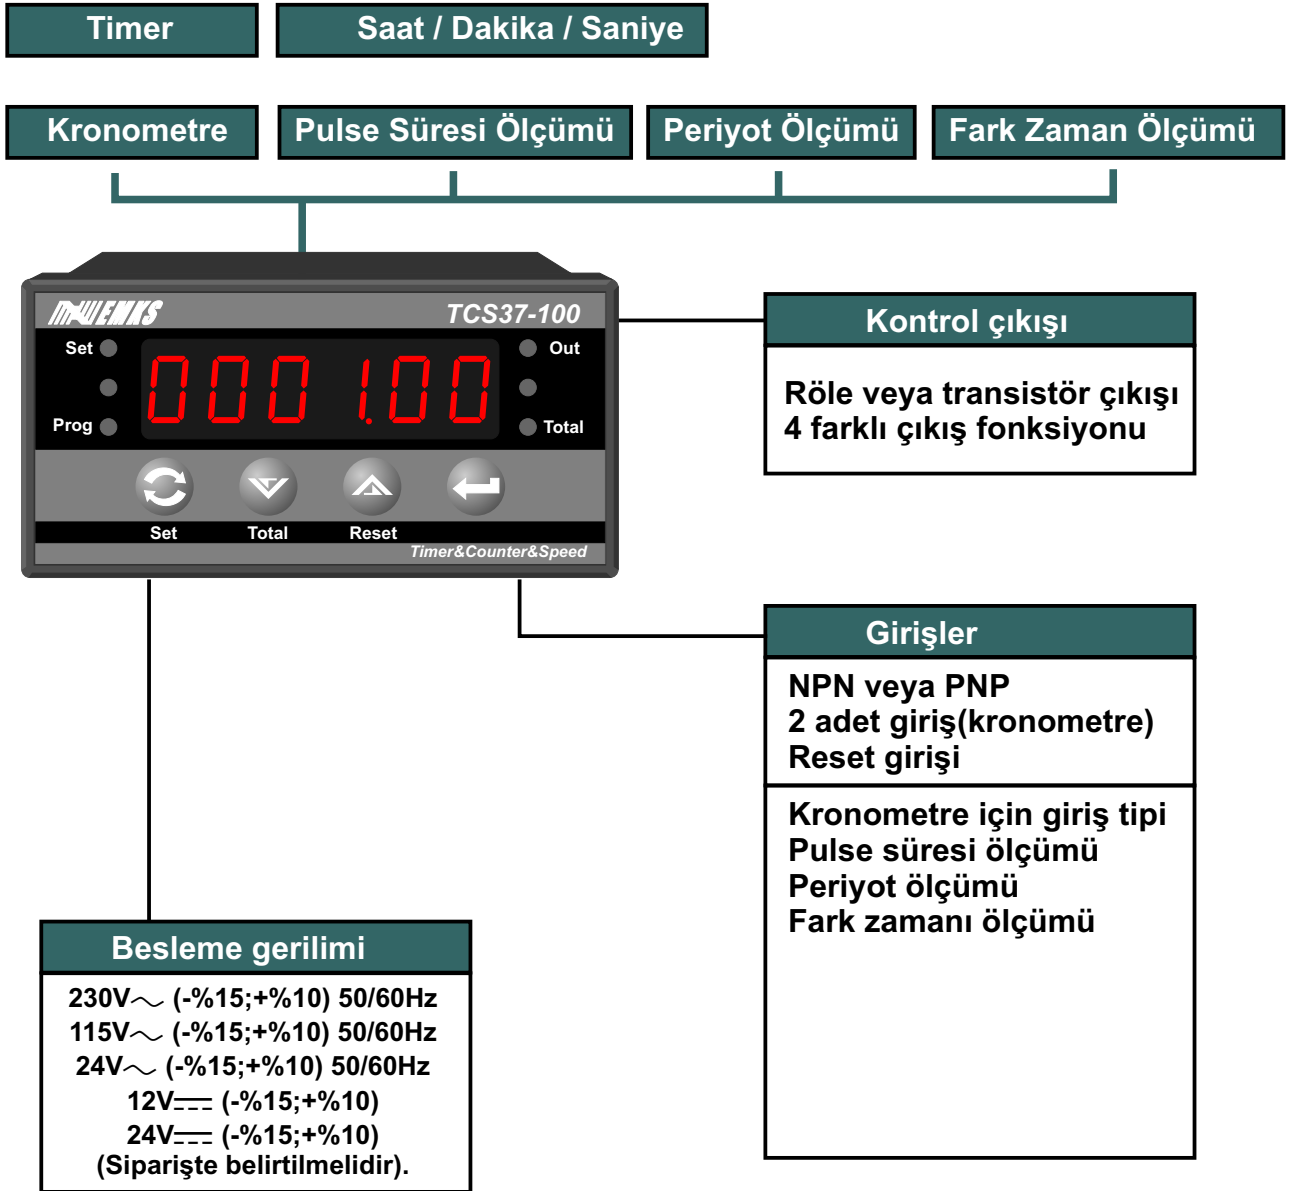 Timer
Saat / Dakika / Saniye
Kronometre
Pulse Süresi Ölçümü
Periyot Ölçümü
Fark Zaman Ölçümü
EMKS
TCS37-100
Set
Out
0001.00
Prog
Total
Set
Total
Reset
Timer&Counter&Speed
Kontrol çıkışı
Röle veya transistör çıkışı
4 farklı çıkış fonksiyonu
Girişler
NPN veya PNP
2 adet giriş(kronometre)
Reset girişi
Kronometre için giriş tipi
Pulse süresi ölçümü
Periyot ölçümü
Fark zamanı ölçümü
Besleme gerilimi
230V～ (-%15;+%10) 50/60Hz
115V～ (-%15;+%10) 50/60Hz
24V～ (-%15;+%10) 50/60Hz
12V⎓ (-%15;+%10)
24V⎓ (-%15;+%10)
(Siparişte belirtilmelidir).